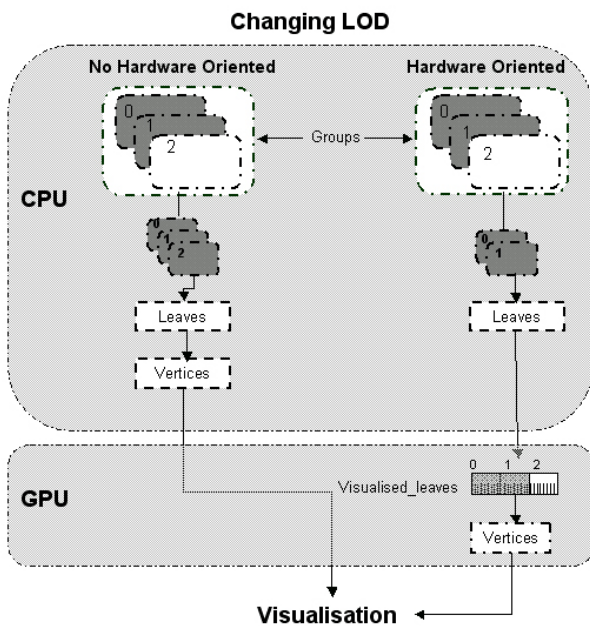 Changing LOD
No Hardware Oriented
Hardware Oriented
0
1
2
Groups
0
1
2
CPU
0
1
2
0
1
Leaves
Leaves
Vertices
0 1 2
Visualised_leaves
GPU
Vertices
Visualisation